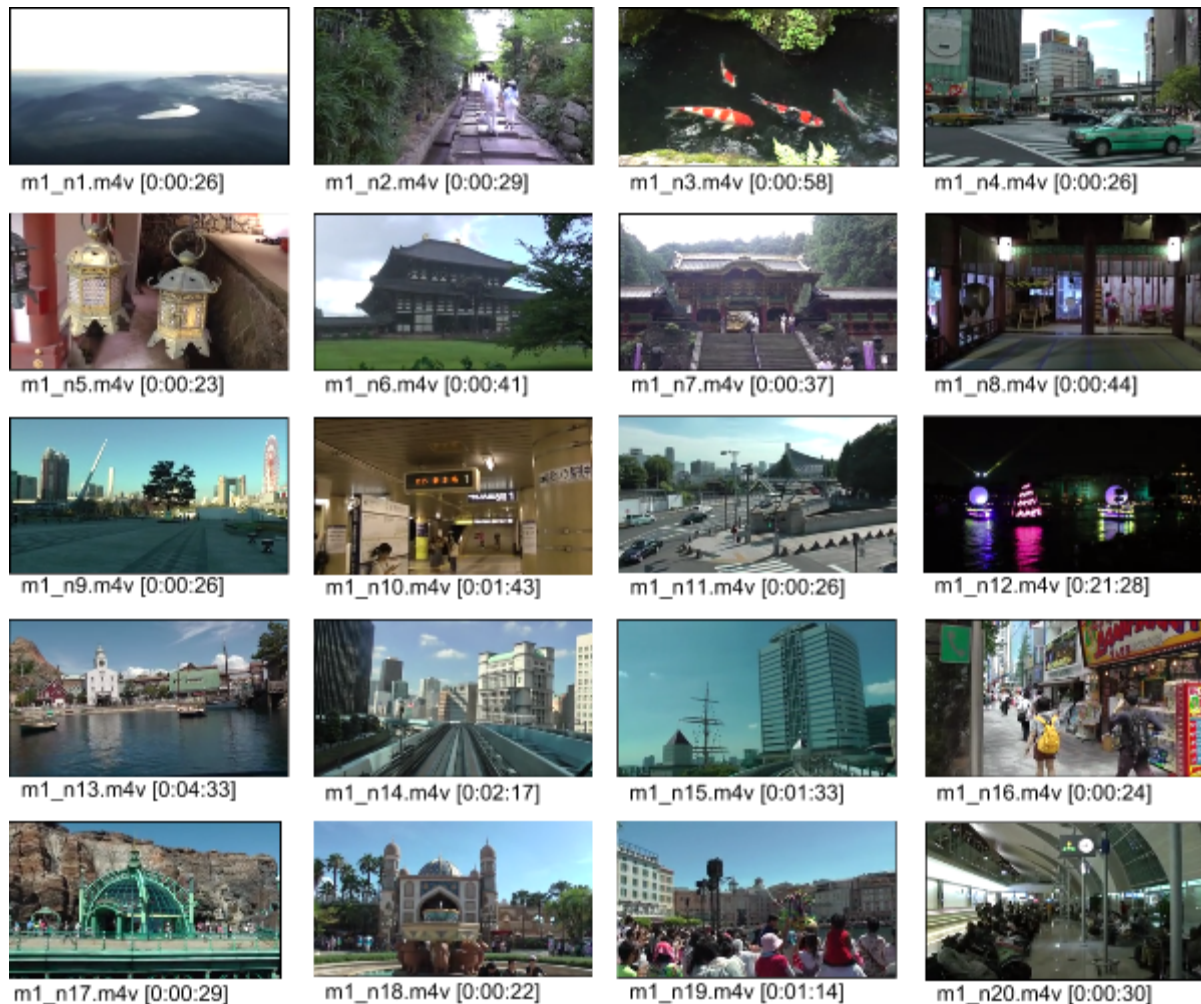 m1_n1.m4v [0:00:26]
m1_n2.m4v [0:00:29]
m1_n3.m4v [0:00:58]
m1_n4.m4v [0:00:26]
m1_n5.m4v [0:00:23]
m1_n6.m4v [0:00:41]
m1_n7.m4v [0:00:37]
m1_n8.m4v [0:00:44]
m1_n9.m4v [0:00:26]
m1_n10.m4v [0:01:43]
m1_n11.m4v [0:00:26]
m1_n12.m4v [0:21:28]
m1_n13.m4v [0:04:33]
m1_n14.m4v [0:02:17]
m1_n15.m4v [0:01:33]
m1_n16.m4v [0:00:24]
m1_n17.m4v [0:00:29]
m1_n18.m4v [0:00:22]
m1_n19.m4v [0:01:14]
m1_n20.m4v [0:00:30]